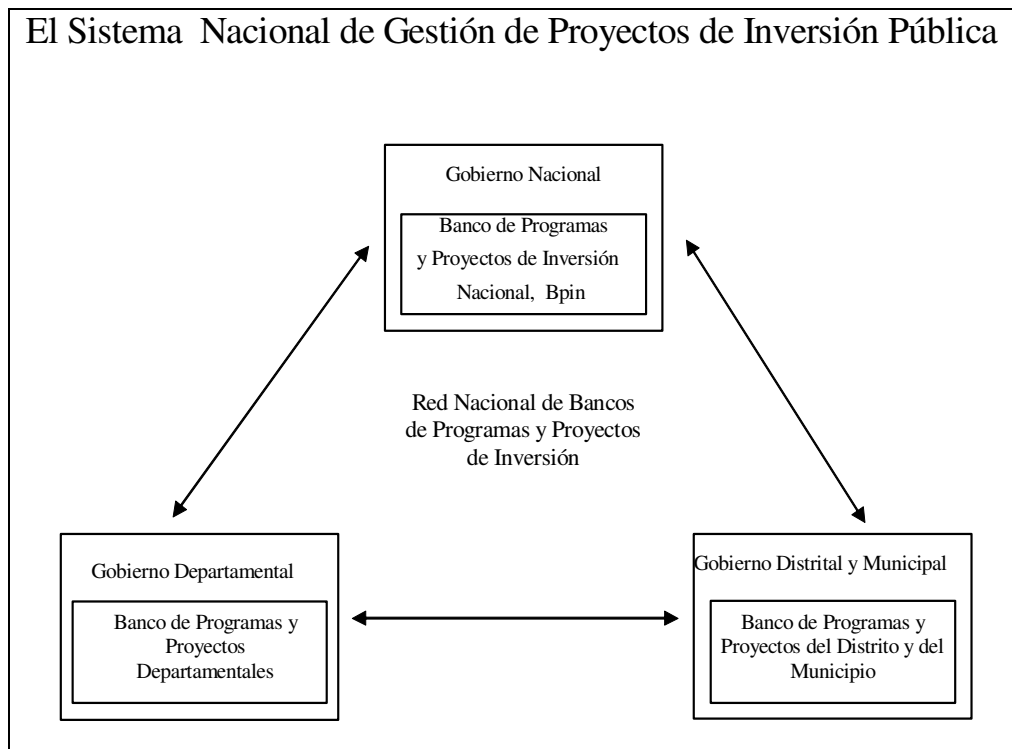 El Sistema Nacional de Gestión de Proyectos de Inversión Pública
Gobierno Nacional
Banco de Programas
y Proyectos de Inversión
Nacional, Bpin
Red Nacional de Bancos
de Programas y Proyectos
de Inversión
Gobierno Departamental
Banco de Programas y
Proyectos
Departamentales
Gobierno Distrital y Municipal
Banco de Programas y
Proyectos del Distrito y del
Municipio